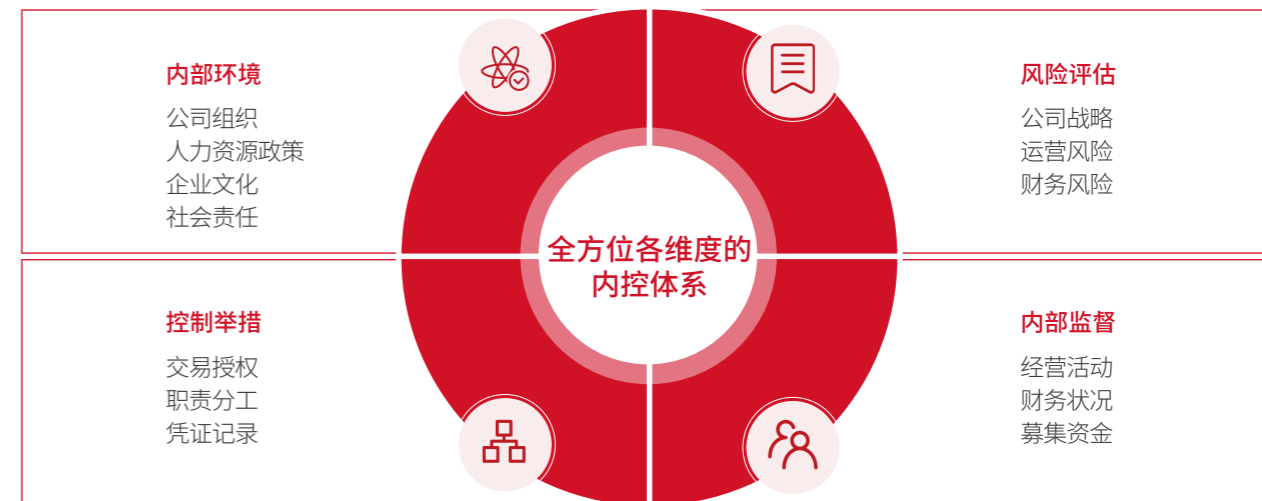 内部环境
公司组织
人力资源政策
企业文化
社会责任
风险评估
公司战略
运营风险
财务风险
全方位各维度的
内控体系
控制举措
交易授权
职责分工
凭证记录
内部监督
经营活动
财务状况
募集资金